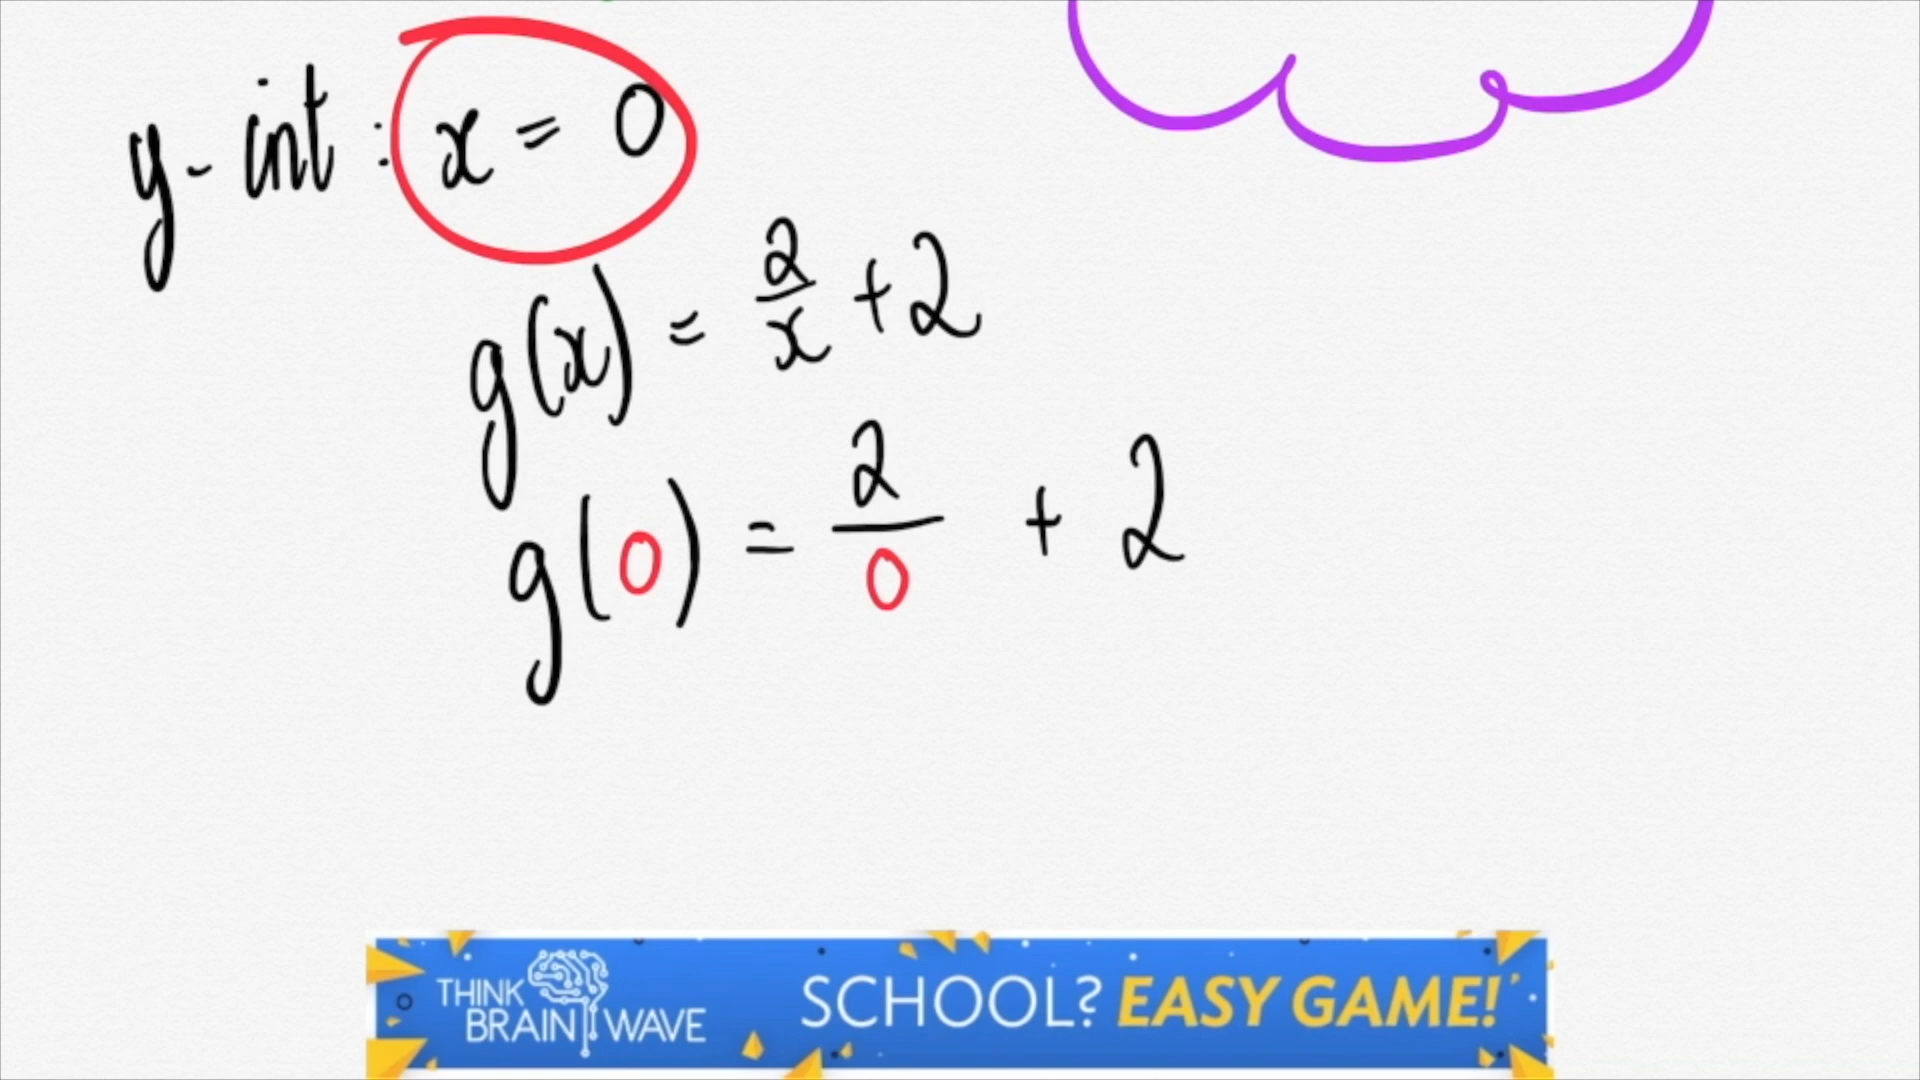 y-int : x = 0
g(x) = 2/x + 2
g(0) = 2/0 + 2
THINK BRAIN WAVE
SCHOOL? EASY GAME!